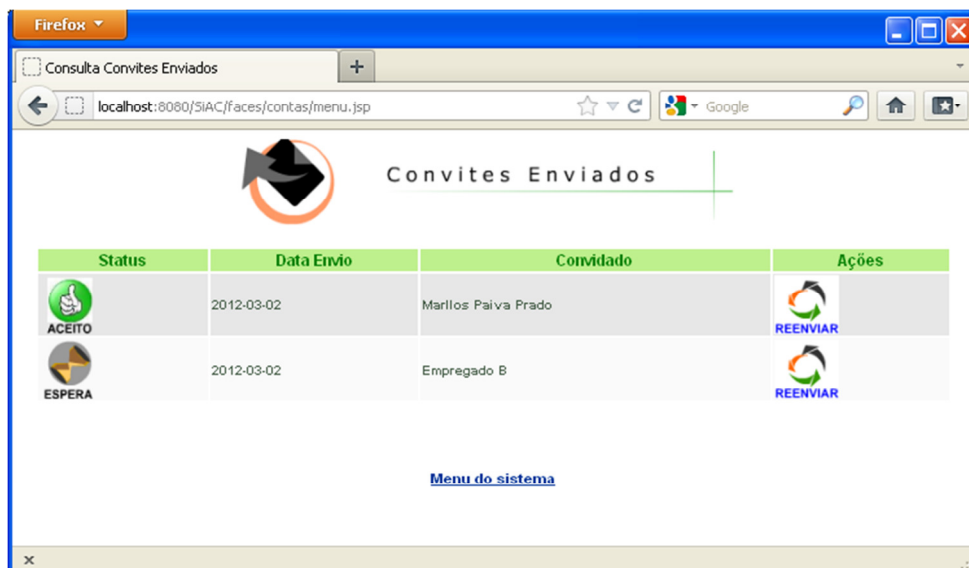 Firefox
Consulta Convites Enviados
localhost:8080/SiAC/faces/contas/menu.jsp
Google
Convites Enviados
Status Data Envio Convidado Ações
ACEITO 2012-03-02 Marllos Paiva Prado REENVIAR
ESPERA 2012-03-02 Empregado B REENVIAR
Menu do sistema